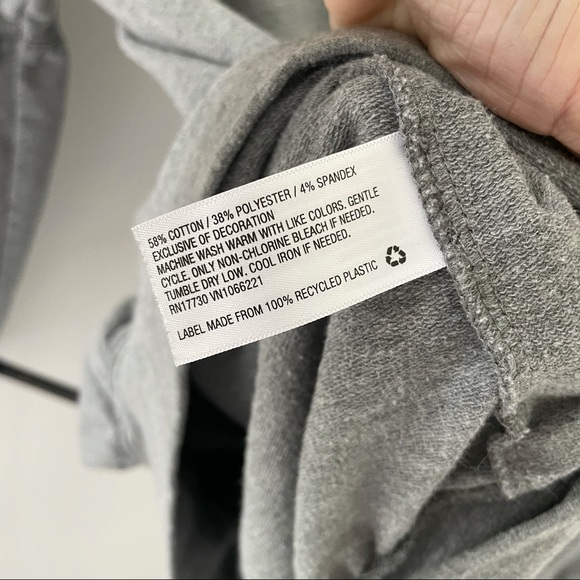 58% COTTON / 38% POLYESTER / 4% SPANDEX
EXCLUSIVE OF DECORATION
MACHINE WASH WARM WITH LIKE COLORS. GENTLE
CYCLE. ONLY NON-CHLORINE BLEACH IF NEEDED.
TUMBLE DRY LOW. COOL IRON IF NEEDED.
RN17730 VN1066221
LABEL MADE FROM 100% RECYCLED PLASTIC